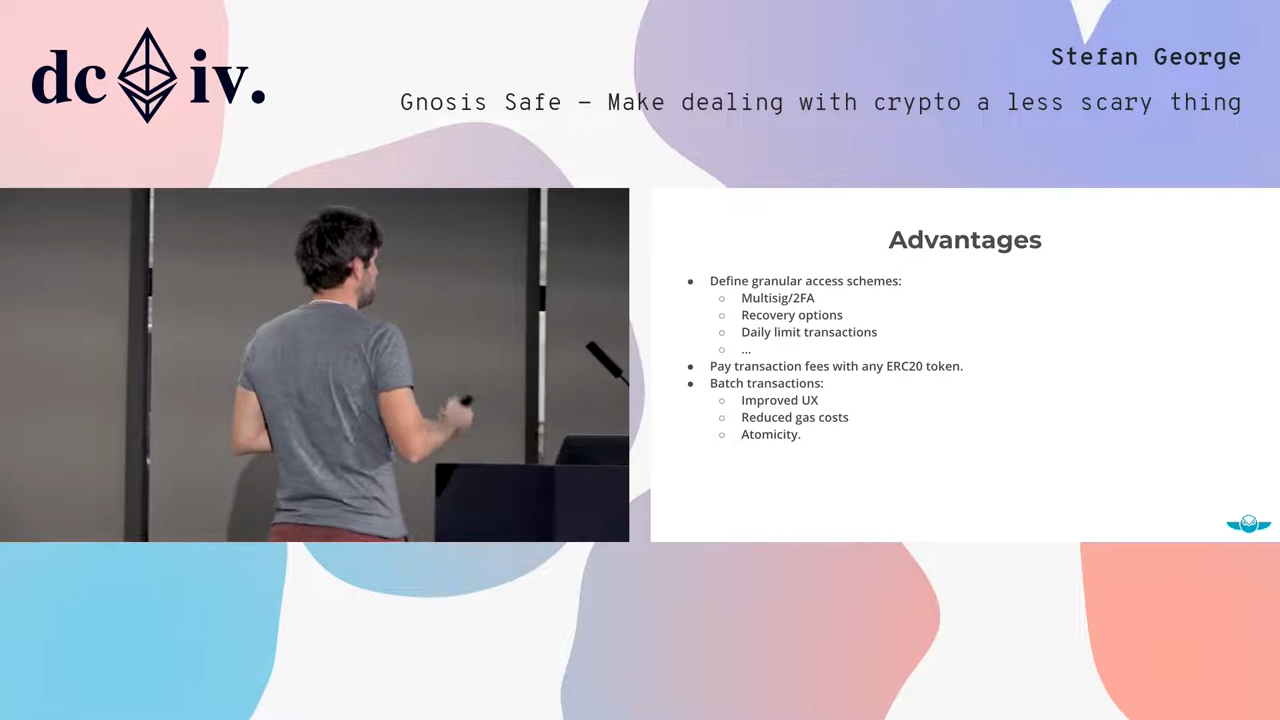 dc iv.
Stefan George
Gnosis Safe – Make dealing with crypto a less scary thing
Advantages
● Define granular access schemes:
○ Multisig/2FA
○ Recovery options
○ Daily limit transactions
○ ...
● Pay transaction fees with any ERC20 token.
● Batch transactions:
○ Improved UX
○ Reduced gas costs
○ Atomicity.